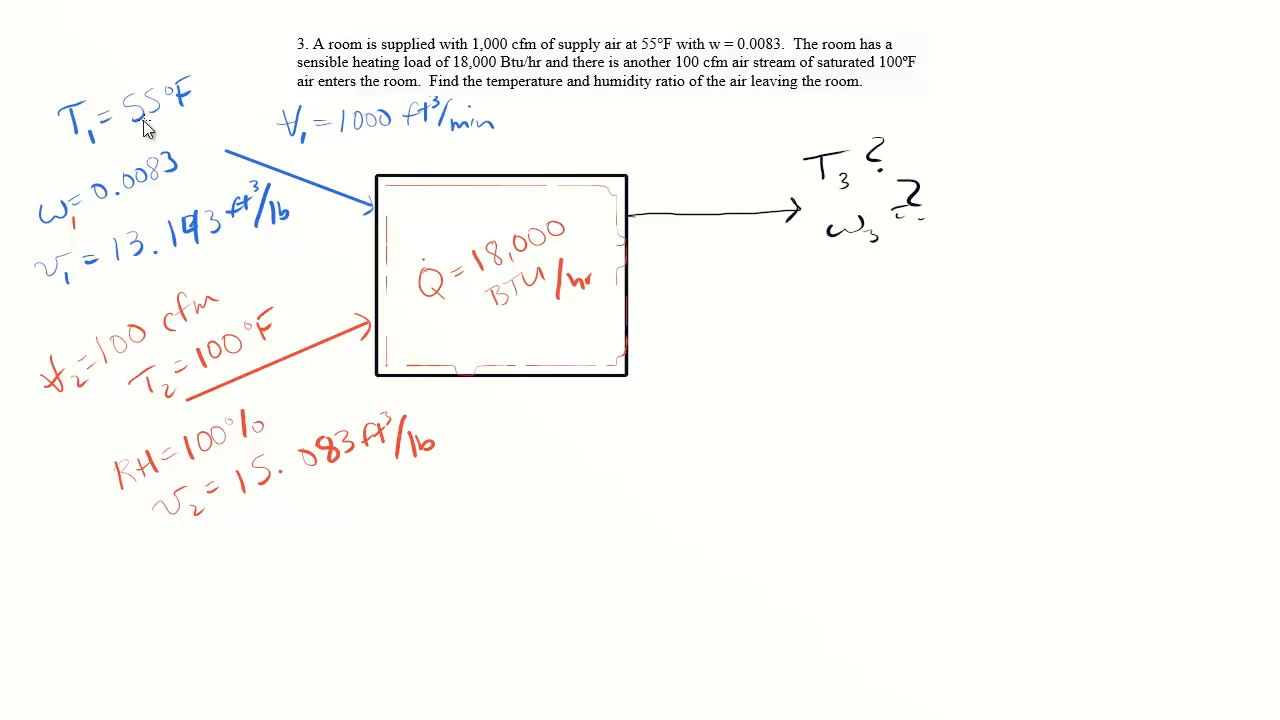 3. A room is supplied with 1,000 cfm of supply air at 55°F with w = 0.0083. The room has a
sensible heating load of 18,000 Btu/hr and there is another 100 cfm air stream of saturated 100°F
air enters the room. Find the temperature and humidity ratio of the air leaving the room.
T₁ = 55°F
V₁ = 1000 ft³/min
ω₁ = 0.0083
v₁ = 13.143 ft³/lb
T₃ ?
ω₃ ?
Q̇ = 18,000
BTU/hr
V₂ = 100 cfm
T₂ = 100°F
RH = 100%
v₂ = 15.083 ft³/lb